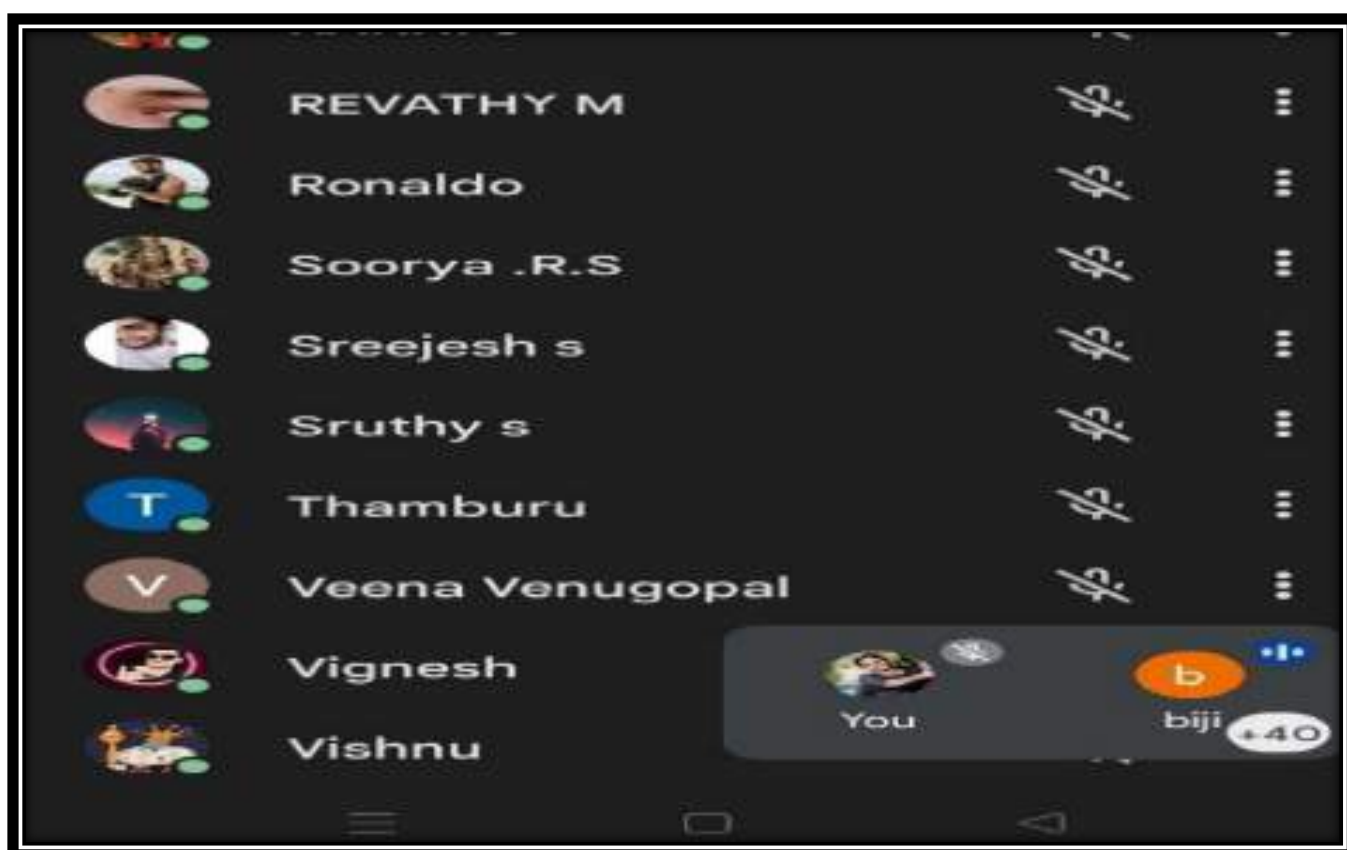 REVATHY M
Ronaldo
Soorya .R.S
Sreejesh s
Sruthy s
T Thamburu
V Veena Venugopal
Vignesh
Vishnu
b
You biji +40